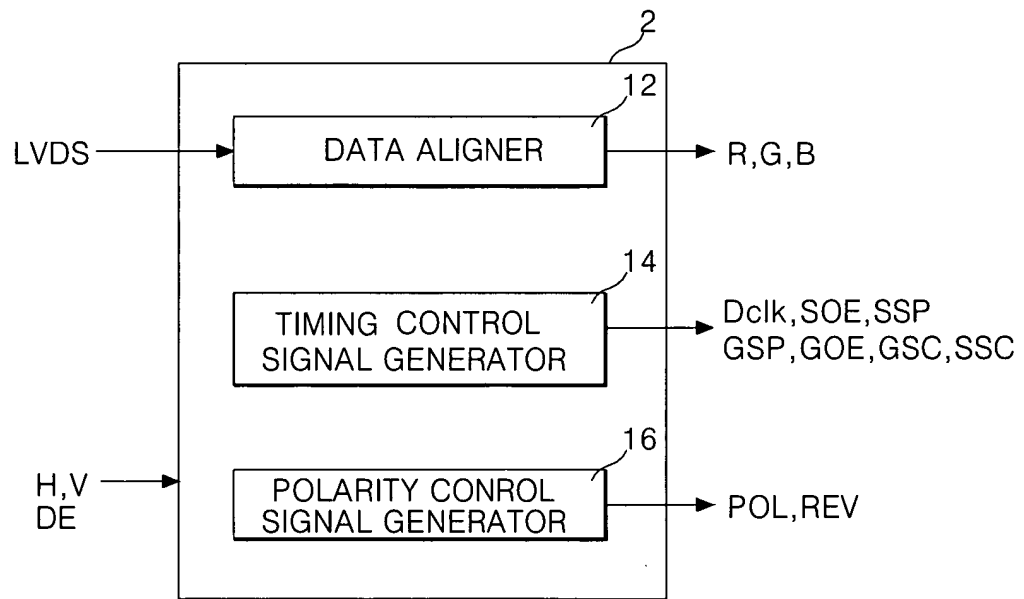 2
12
LVDS
DATA ALIGNER
R,G,B
14
TIMING CONTROL
SIGNAL GENERATOR
Dclk,SOE,SSP
GSP,GOE,GSC,SSC
16
H,V
DE
POLARITY CONROL
SIGNAL GENERATOR
POL,REV